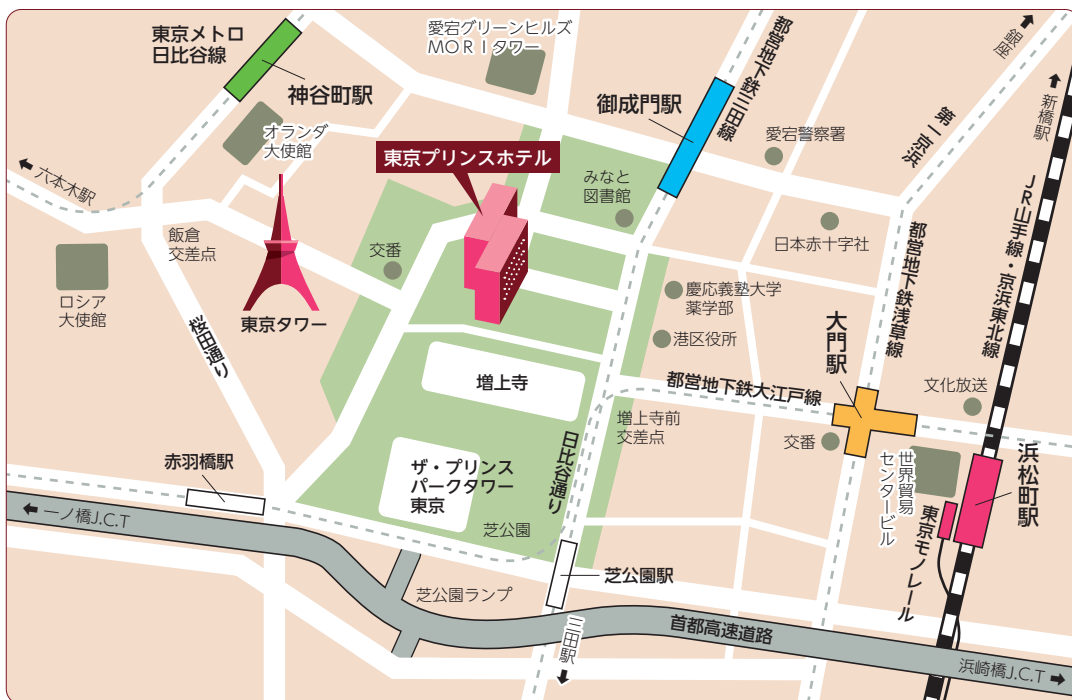 東京メトロ
日比谷線
神谷町駅
愛宕グリーンヒルズ
MORIタワー
都営地下鉄三田線
御成門駅
銀座
新橋駅
第一京浜
愛宕警察署
オランダ
大使館
東京プリンスホテル
六本木駅
みなと
図書館
日本赤十字社
JR山手線・京浜東北線
飯倉
交差点
交番
都営地下鉄浅草線
ロシア
大使館
東京タワー
慶応義塾大学
薬学部
港区役所
大門駅
桜田通り
増上寺
都営地下鉄大江戸線
文化放送
増上寺前
交差点
交番
日比谷通り
赤羽橋駅
ザ・プリンス
パークタワー
東京
世界貿易
センタービル
浜松町駅
一ノ橋J.C.T
芝公園
東京モノレール
芝公園駅
芝公園ランプ
三田駅
首都高速道路
浜崎橋J.C.T